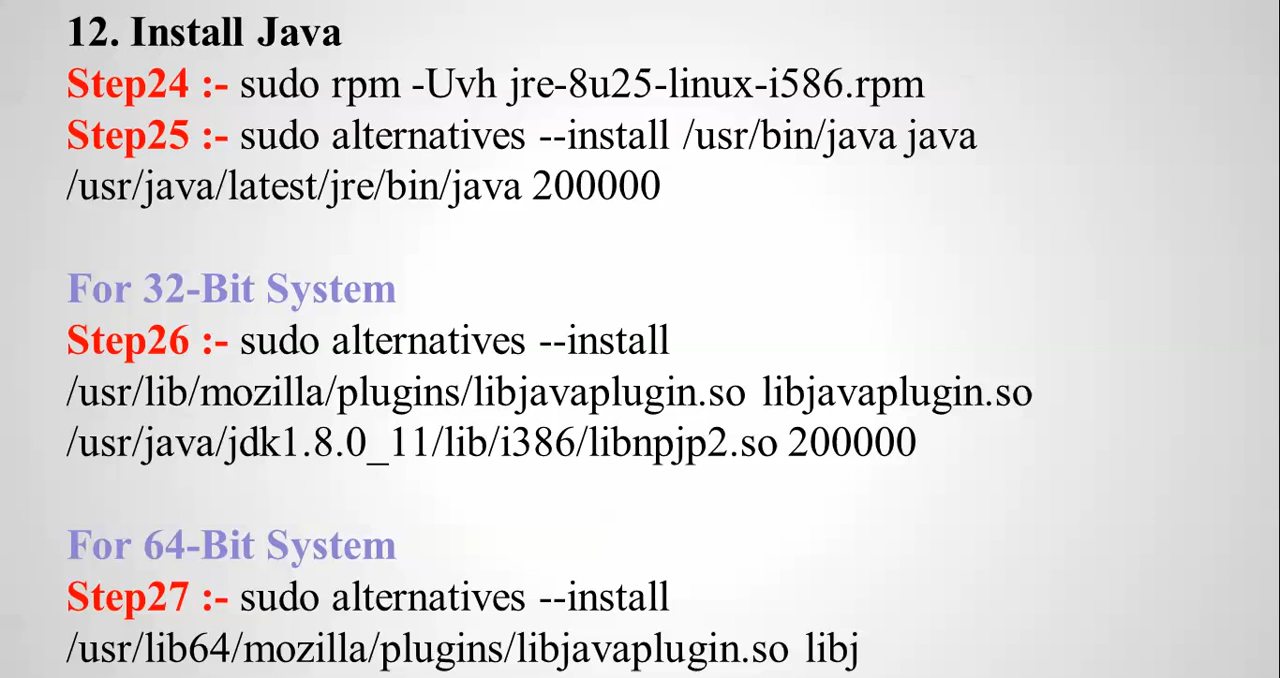 12. Install Java
Step24 :- sudo rpm -Uvh jre-8u25-linux-i586.rpm
Step25 :- sudo alternatives --install /usr/bin/java java
/usr/java/latest/jre/bin/java 200000
For 32-Bit System
Step26 :- sudo alternatives --install
/usr/lib/mozilla/plugins/libjavaplugin.so libjavaplugin.so
/usr/java/jdk1.8.0_11/lib/i386/libnpjp2.so 200000
For 64-Bit System
Step27 :- sudo alternatives --install
/usr/lib64/mozilla/plugins/libjavaplugin.so libj